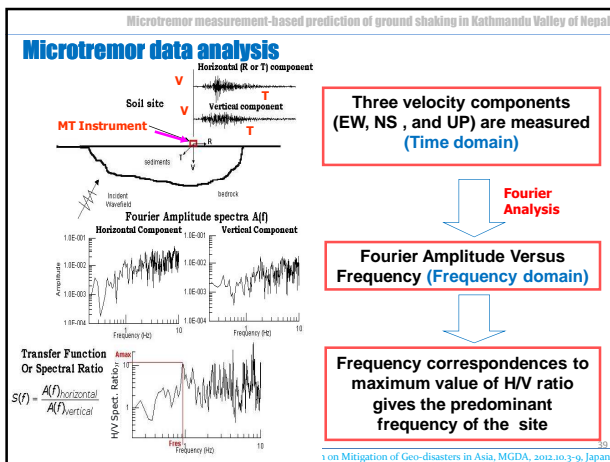 Microtremor measurement-based prediction of ground shaking in Kathmandu Valley of Nepal
Microtremor data analysis
Horizontal (R or T) component
V
T
Soil site
Vertical component
V
T
MT Instrument
R
T
V
sediments
Incident
Wavefield
bedrock
Three velocity components
(EW, NS , and UP) are measured
(Time domain)
Fourier
Analysis
Fourier Amplitude Versus
Frequency (Frequency domain)
Frequency correspondences to
maximum value of H/V ratio
gives the predominant
frequency of the site
Fourier Amplitude spectra A(f)
Horizontal Component
Vertical Component
1.0E-001
1.0E-002
1.0E-003
1.0E-004
Amplitude
1
10
Frequency (Hz)
1.0E-001
1.0E-002
1.0E-003
1.0E-004
1
10
Frequency (Hz)
Transfer Function
Or Spectral Ratio
S(f) = A(f)horizontal
A(f)vertical
Amax
10
1
H/V Spect. Ratio
Fres
1
10
Frequency (Hz)
39
on Mitigation of Geo-disasters in Asia, MGDA, 2012.10.3-9, Japan